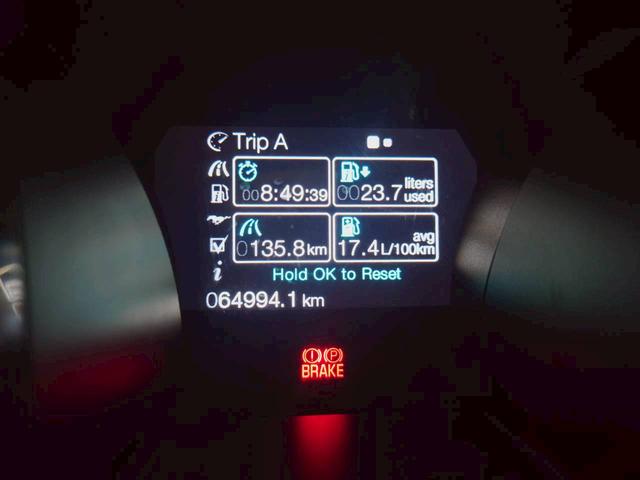 Trip A
008:49:39
0023.7 liters used
0135.8 km
17.4 L/100km avg
Hold OK to Reset
064994.1 km
(!) (P)
BRAKE